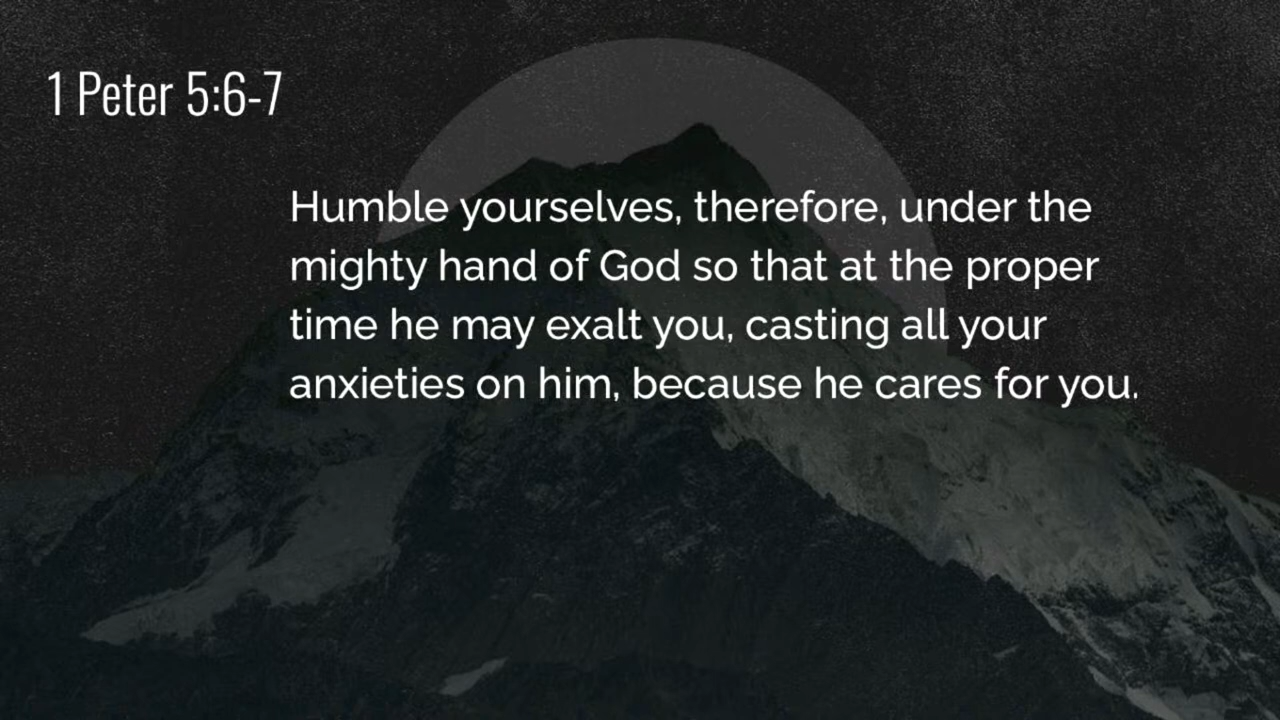 1 Peter 5:6-7
Humble yourselves, therefore, under the
mighty hand of God so that at the proper
time he may exalt you, casting all your
anxieties on him, because he cares for you.